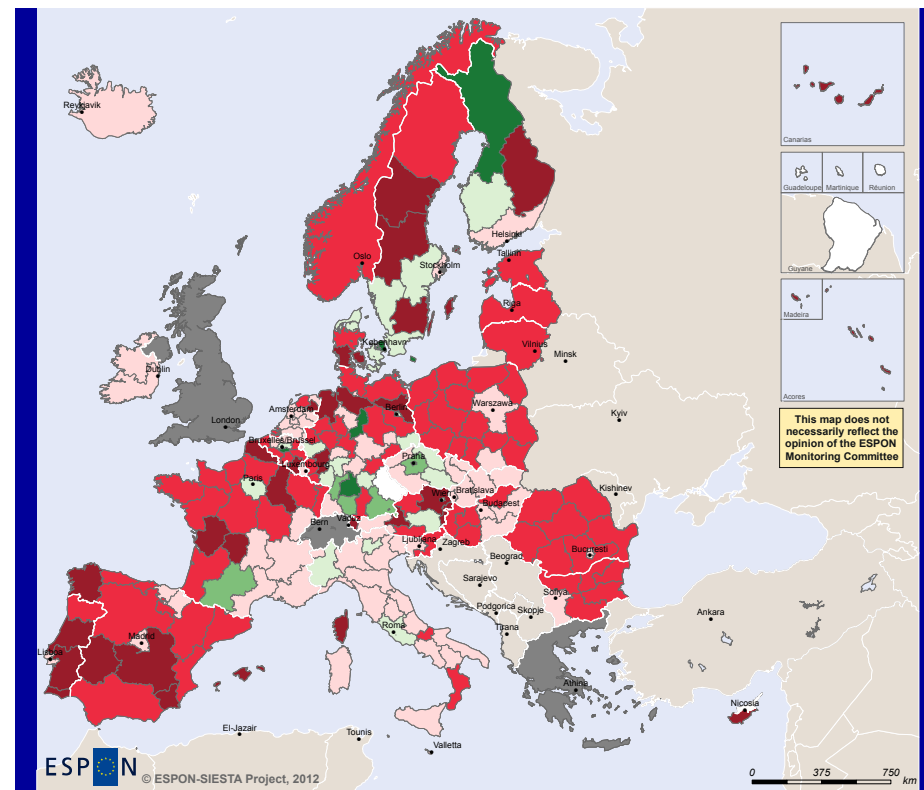 Reykjavik
Canarias
Guadeloupe
Martinique
Réunion
Helsinki
Oslo
Tallinn
Stockholm
Guyane
Riga
Madeira
København
Vilnius
Minsk
Dublin
Acores
Amsterdam
Berlin
Warszawa
London
Kyiv
This map does not
necessarily reflect the
opinion of the ESPON
Monitoring Committee
Bruxelles/Brussel
Praha
Luxembourg
Paris
Kishinev
Wien
Bratislava
Budapest
Bern
Vaduz
Ljubljana
Zagreb
Bucuresti
Beograd
Sarajevo
Sofiya
Podgorica
Skopje
Ankara
Roma
Tirana
Madrid
Lisboa
Athina
Nicosia
El-Jazair
Tounis
Valletta
ESPON
© ESPON-SIESTA Project, 2012
0 375 750
km